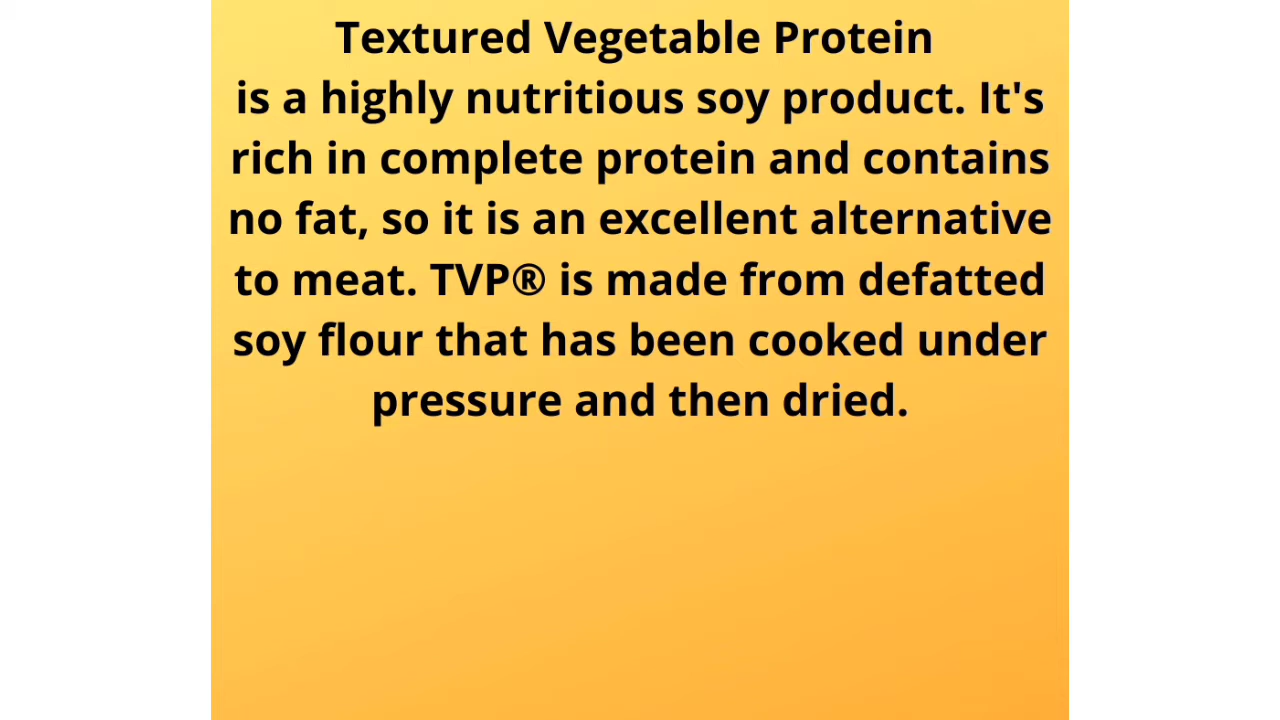 Textured Vegetable Protein
is a highly nutritious soy product. It's
rich in complete protein and contains
no fat, so it is an excellent alternative
to meat. TVP® is made from defatted
soy flour that has been cooked under
pressure and then dried.